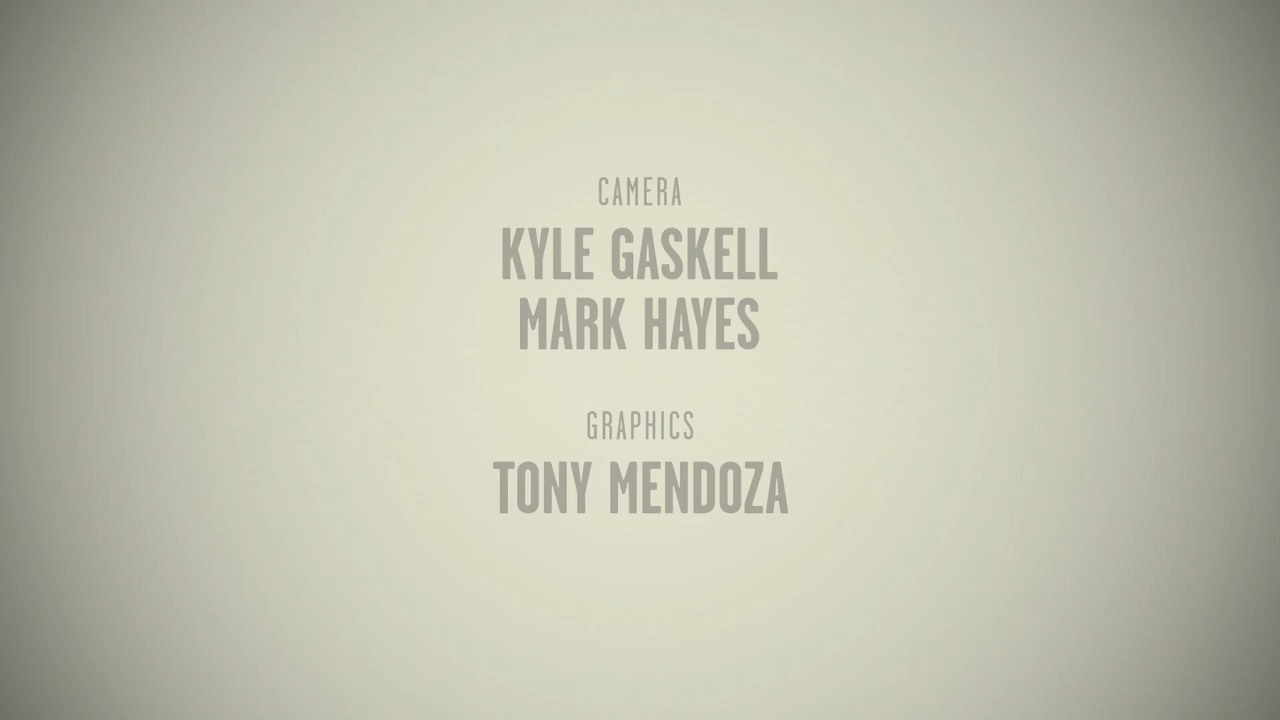 CAMERA
KYLE GASKELL
MARK HAYES
GRAPHICS
TONY MENDOZA